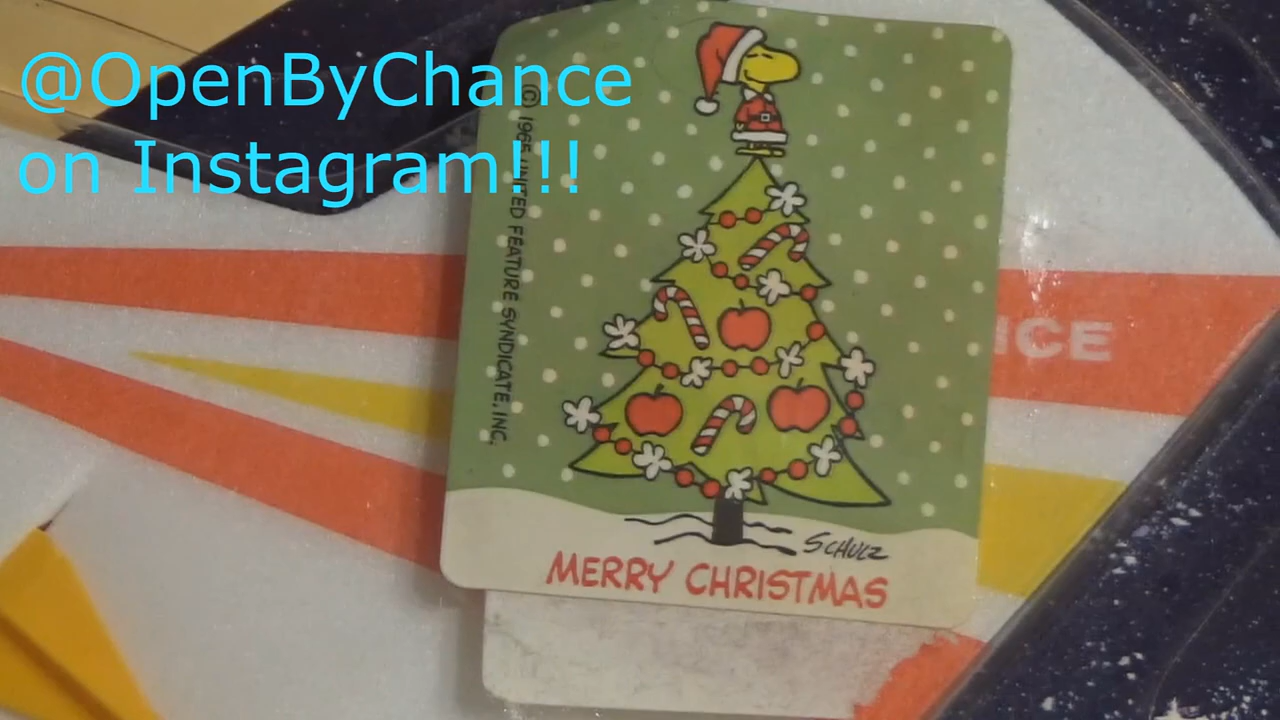 @OpenByChance
on Instagram!!!
© 1965 UNITED FEATURE SYNDICATE, INC.
ICE
SCHULZ
MERRY CHRISTMAS